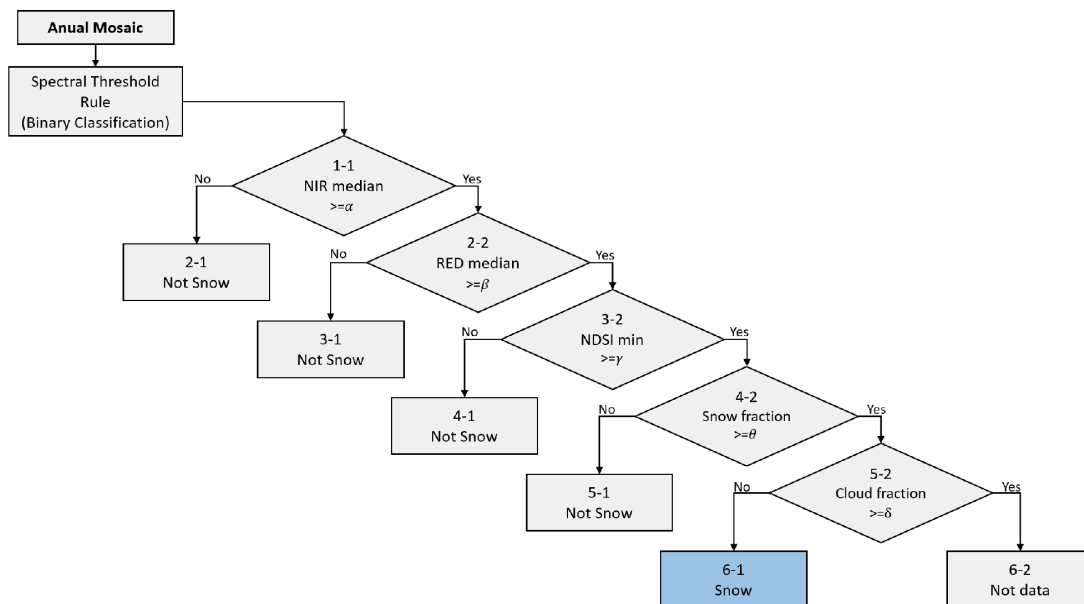 Anual Mosaic
Spectral Threshold
Rule
(Binary Classification)
1-1
NIR median
>=α
No
Yes
2-1
Not Snow
2-2
RED median
>=β
No
Yes
3-1
Not Snow
3-2
NDSI min
>=γ
No
Yes
4-1
Not Snow
4-2
Snow fraction
>=θ
No
Yes
5-1
Not Snow
5-2
Cloud fraction
>=δ
No
Yes
6-1
Snow
6-2
Not data